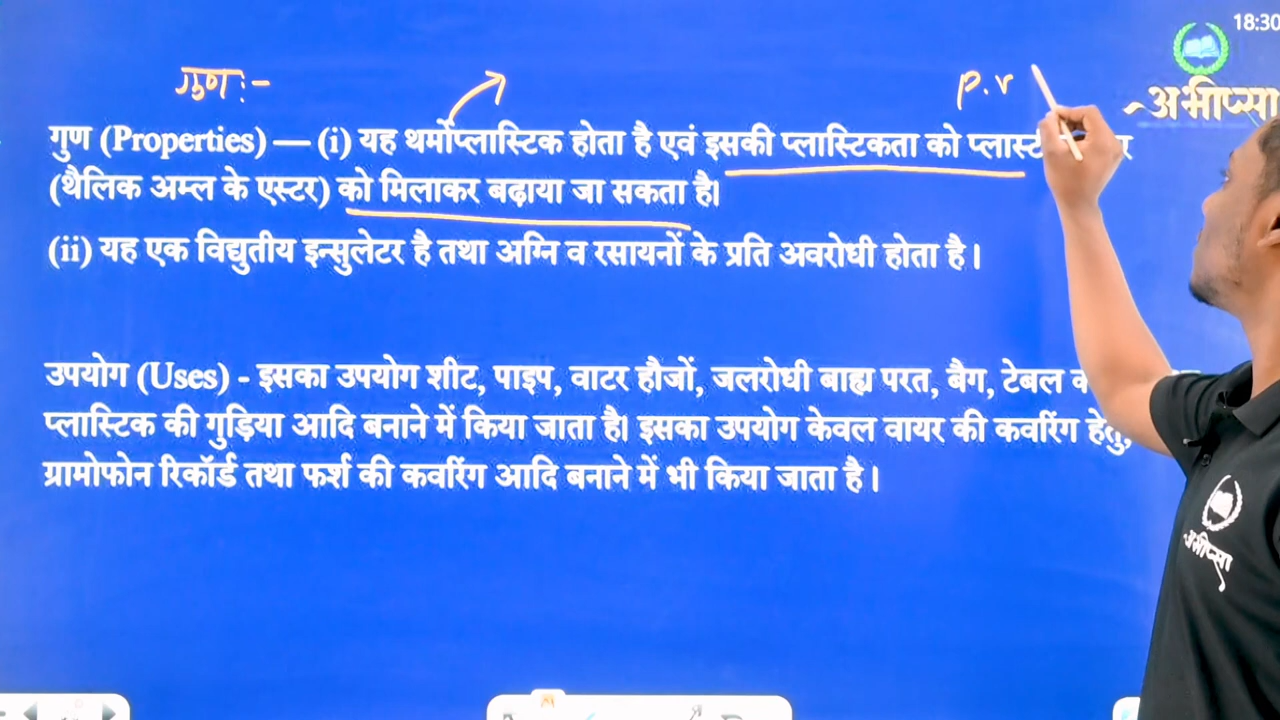 18:30
अभीप्सा
गुण :-
p.v
गुण (Properties) — (i) यह थर्मोप्लास्टिक होता है एवं इसकी प्लास्टिकता को
(थैलिक अम्ल के एस्टर) को मिलाकर बढ़ाया जा सकता है।
(ii) यह एक विद्युतीय इन्सुलेटर है तथा अग्नि व रसायनों के प्रति अवरोधी होता है।
उपयोग (Uses) - इसका उपयोग शीट, पाइप, वाटर हौजों, जलरोधी बाह्य परत, बैग, टेबल
प्लास्टिक की गुड़िया आदि बनाने में किया जाता है। इसका उपयोग केवल वायर की कवरिंग हेतु,
ग्रामोफोन रिकॉर्ड तथा फर्श की कवरिंग आदि बनाने में भी किया जाता है।
अभीप्सा